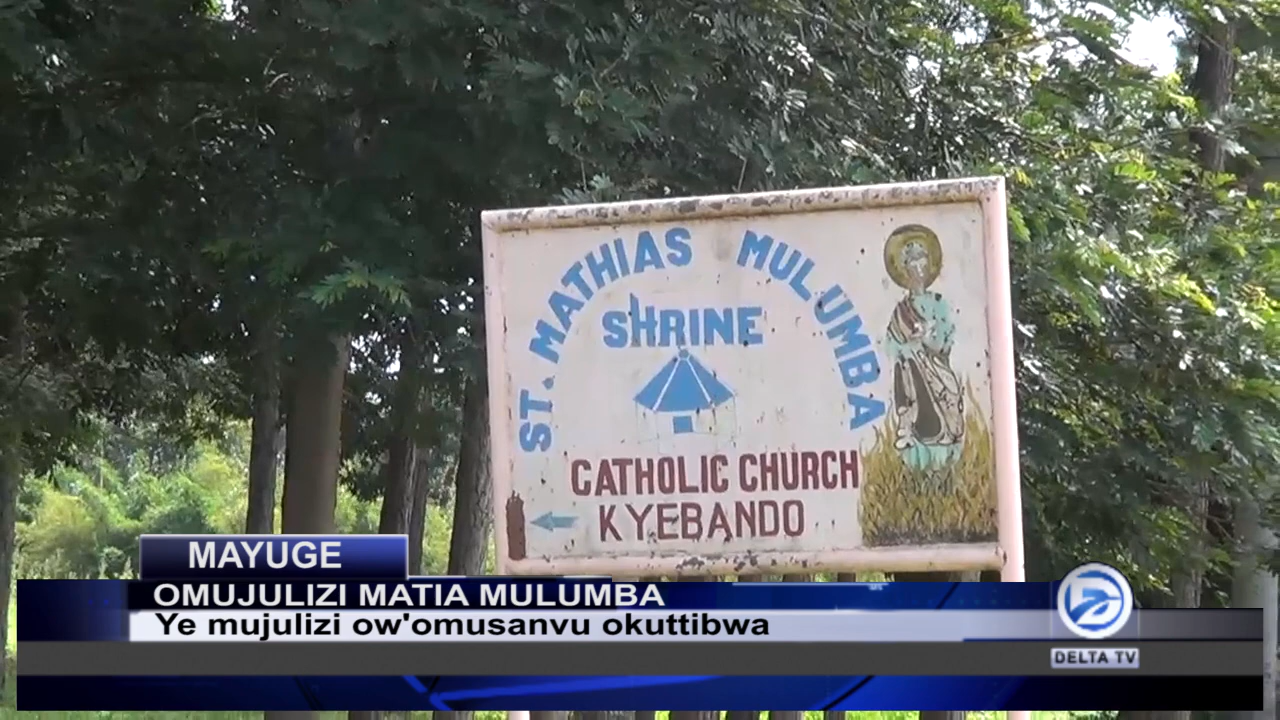 ST. MATHIAS MULUMBA
SHRINE
CATHOLIC CHURCH
KYEBANDO
MAYUGE
OMUJULIZI MATIA MULUMBA
Ye mujulizi ow'omusanvu okuttibwa
DELTA TV